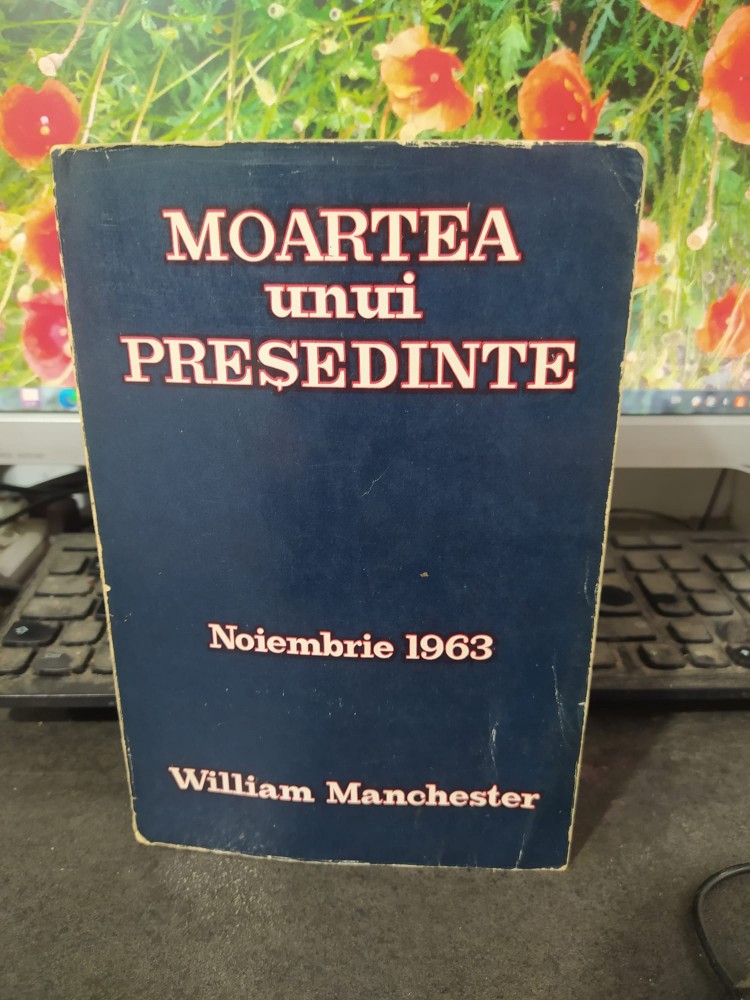 MOARTEA
unui
PREȘEDINTE
Noiembrie 1963
William Manchester